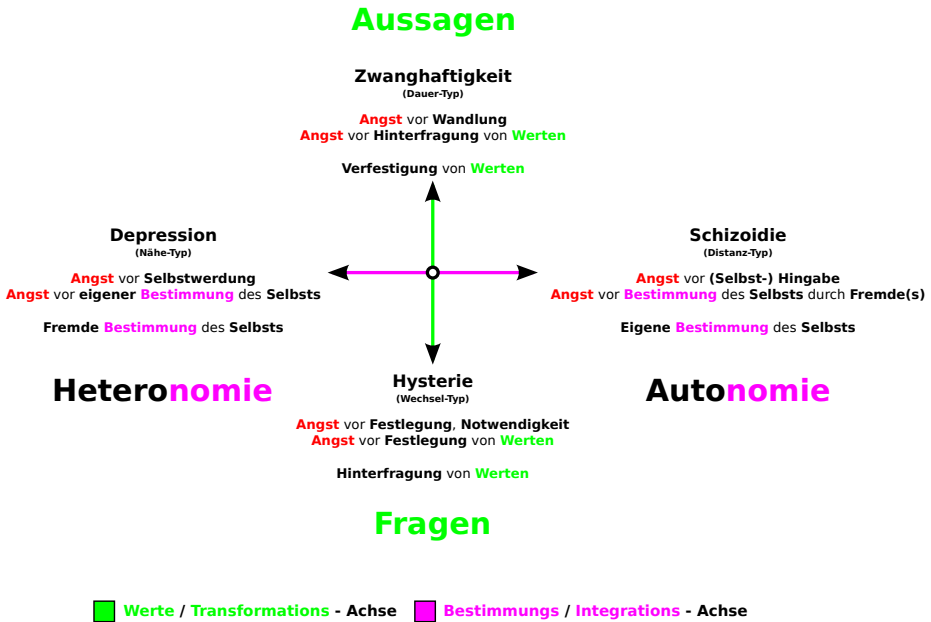 Aussagen
Zwanghaftigkeit
(Dauer-Typ)
Angst vor Wandlung
Angst vor Hinterfragung von Werten
Verfestigung von Werten
Depression
(Nähe-Typ)
Angst vor Selbstwerdung
Angst vor eigener Bestimmung des Selbsts
Fremde Bestimmung des Selbsts
Heteronomie
Schizoidie
(Distanz-Typ)
Angst vor (Selbst-) Hingabe
Angst vor Bestimmung des Selbsts durch Fremde(s)
Eigene Bestimmung des Selbsts
Autonomie
Hysterie
(Wechsel-Typ)
Angst vor Festlegung, Notwendigkeit
Angst vor Festlegung von Werten
Hinterfragung von Werten
Fragen
Werte / Transformations - Achse
Bestimmungs / Integrations - Achse